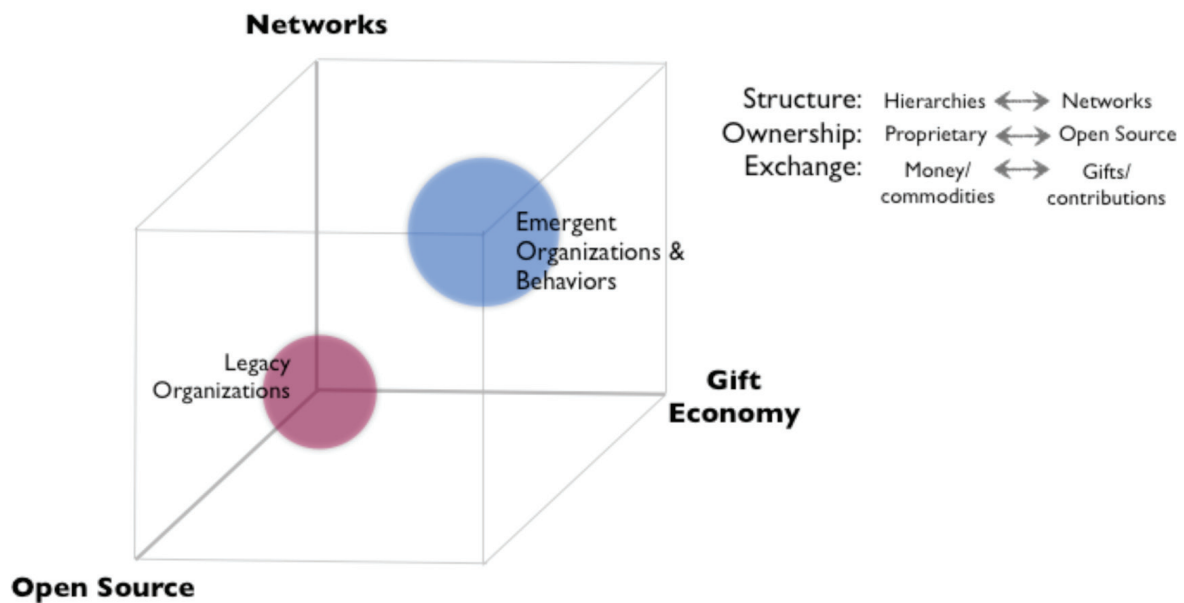 Networks
Structure: Hierarchies Networks
Ownership: Proprietary Open Source
Exchange: Money/ Gifts/
commodities contributions
Emergent
Organizations &
Behaviors
Legacy
Organizations
Gift
Economy
Open Source